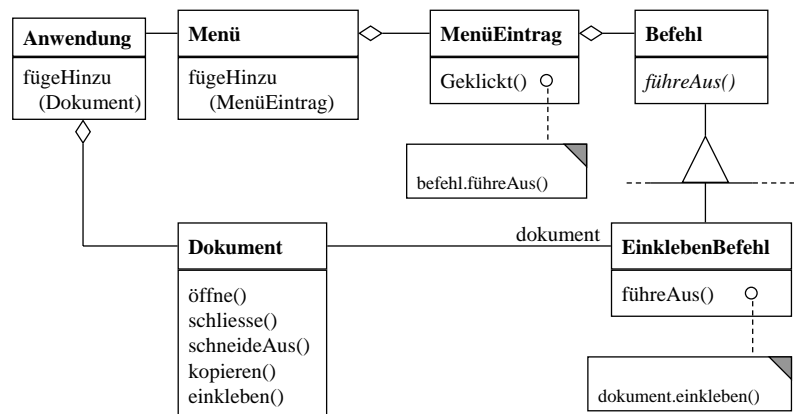 Anwendung
fügeHinzu
(Dokument)
Menü
fügeHinzu
(MenüEintrag)
MenüEintrag
Geklickt()
Befehl
führeAus()
befehl.führeAus()
Dokument
öffne()
schliesse()
schneideAus()
kopieren()
einkleben()
dokument
EinklebenBefehl
führeAus()
dokument.einkleben()